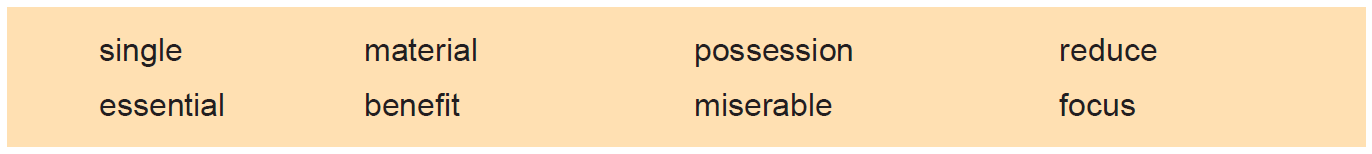 single material possession reduce
essential benefit miserable focus